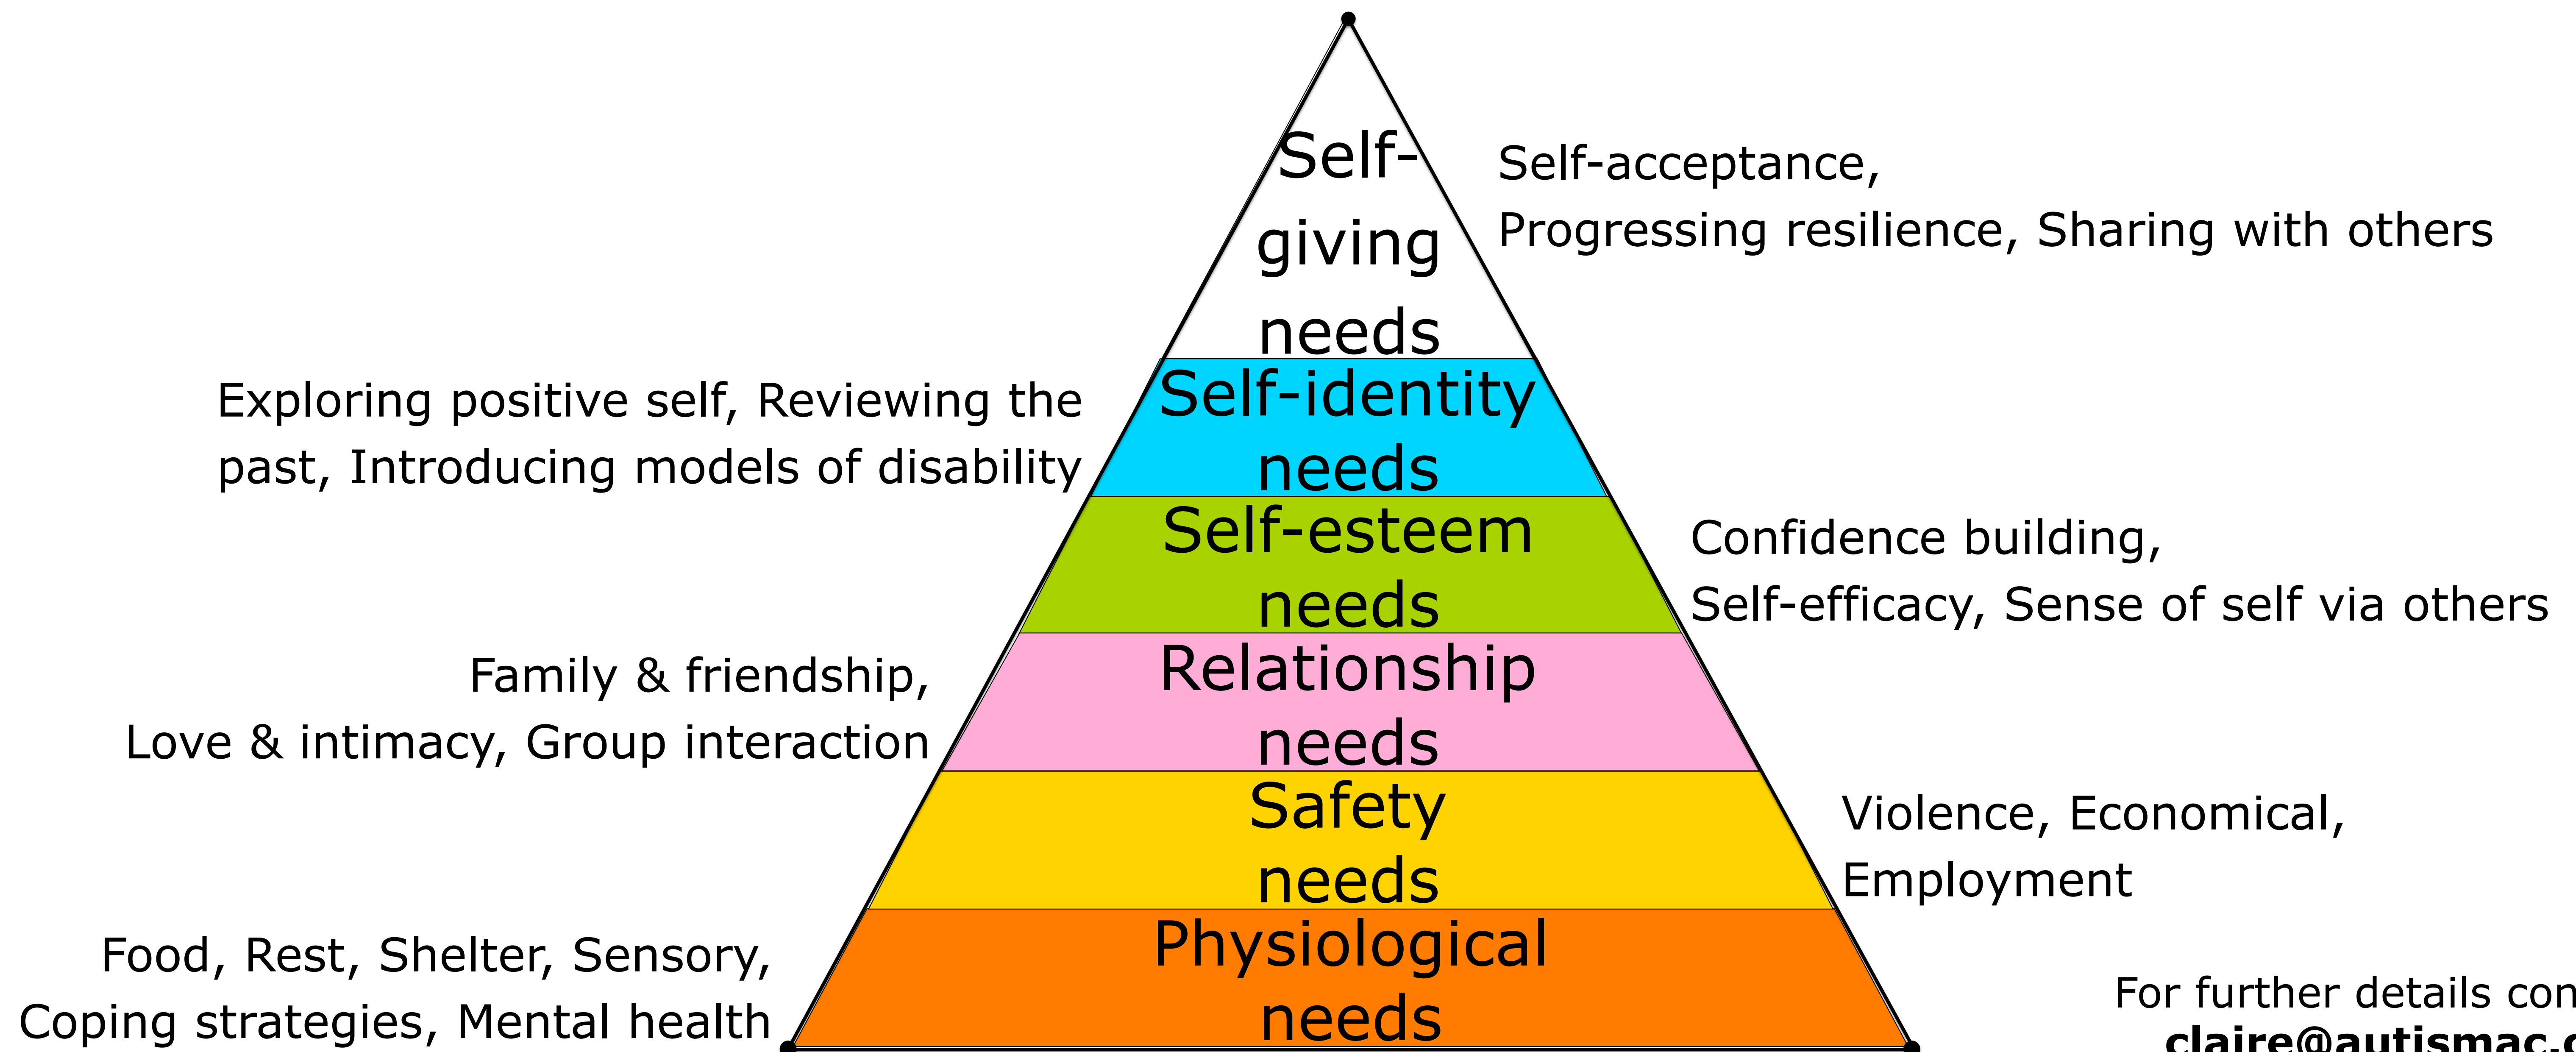 Self-
giving
needs
Self-acceptance,
Progressing resilience, Sharing with others
Exploring positive self, Reviewing the
past, Introducing models of disability
Self-identity
needs
Self-esteem
needs
Confidence building,
Self-efficacy, Sense of self via others
Family & friendship,
Love & intimacy, Group interaction
Relationship
needs
Safety
needs
Violence, Economical,
Employment
Food, Rest, Shelter, Sensory,
Coping strategies, Mental health
Physiological
needs
For further details